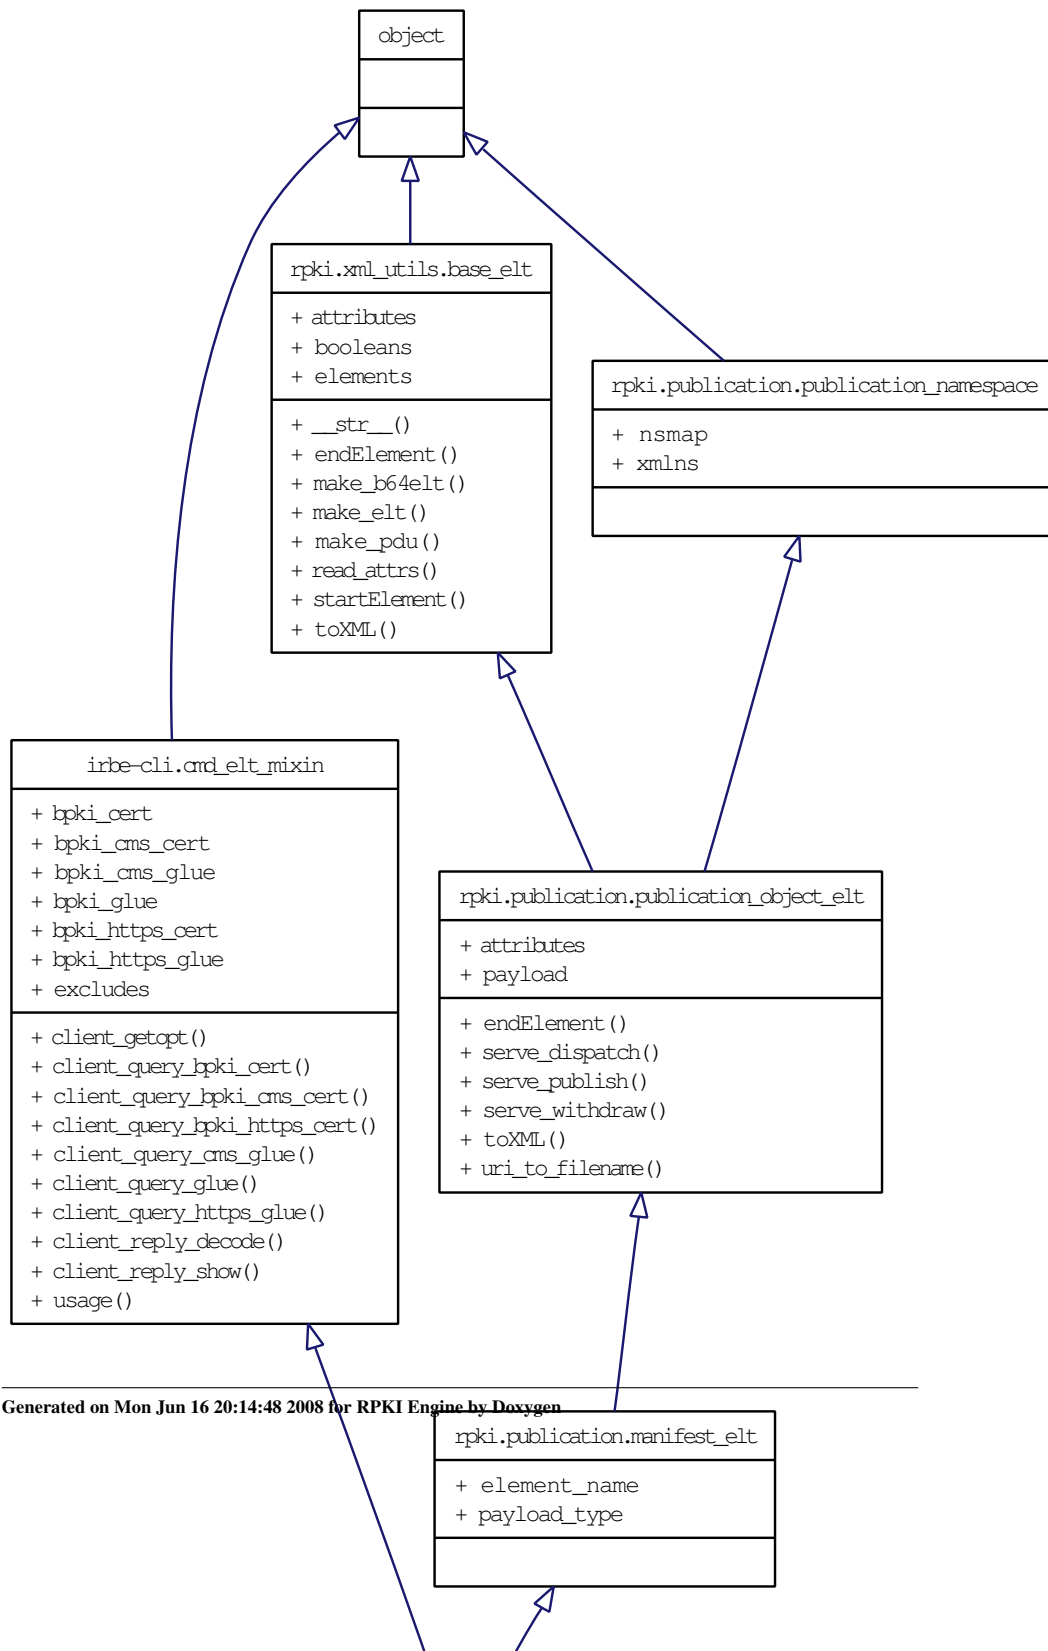 object
rpki.xml_utils.base_elt
+ attributes
+ booleans
+ elements
+ __str__()
+ endElement()
+ make_b64elt()
+ make_elt()
+ make_pdu()
+ read_attrs()
+ startElement()
+ toXML()
rpki.publication.publication_namespace
+ nsmap
+ xmlns
irbe-cli.cmd_elt_mixin
+ bpki_cert
+ bpki_cms_cert
+ bpki_cms_glue
+ bpki_glue
+ bpki_https_cert
+ bpki_https_glue
+ excludes
+ client_getopt()
+ client_query_bpki_cert()
+ client_query_bpki_cms_cert()
+ client_query_bpki_https_cert()
+ client_query_cms_glue()
+ client_query_glue()
+ client_query_https_glue()
+ client_reply_decode()
+ client_reply_show()
+ usage()
rpki.publication.publication_object_elt
+ attributes
+ payload
+ endElement()
+ serve_dispatch()
+ serve_publish()
+ serve_withdraw()
+ toXML()
+ uri_to_filename()
Generated on Mon Jun 16 20:14:48 2008 for RPKI Engine by Doxygen
rpki.publication.manifest_elt
+ element_name
+ payload_type